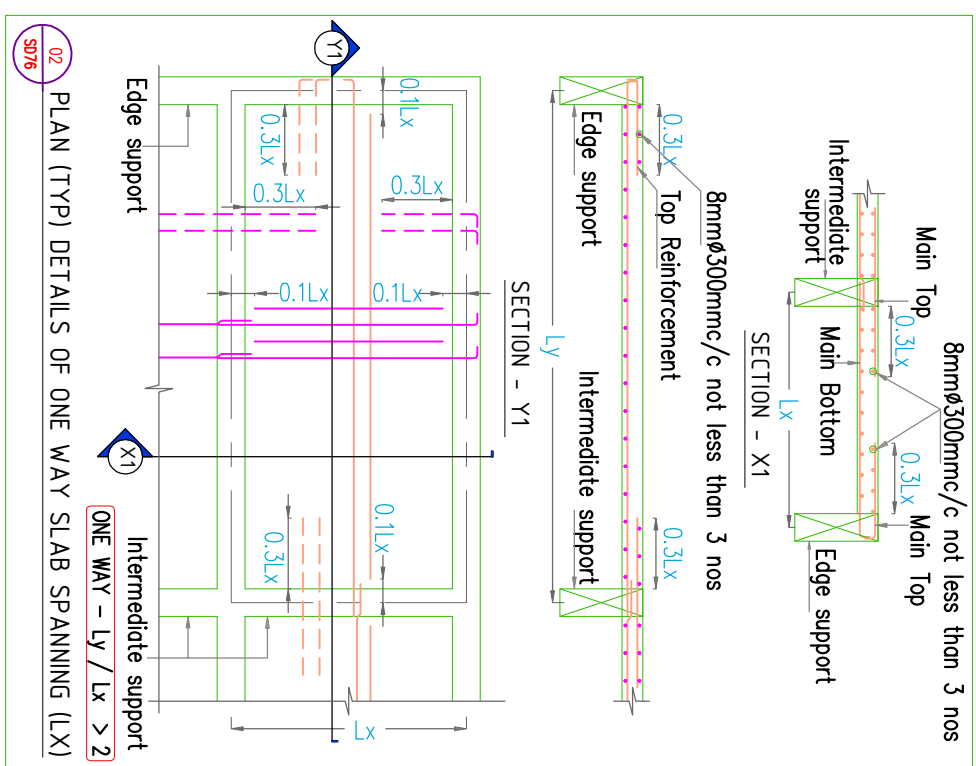 8mmØ300mmc/c not less than 3 nos
Main Top
0.3Lx
0.3Lx
Main Top
Intermediate
support
Main Bottom
Edge support
Lx
SECTION - X1
8mmØ300mmc/c not less than 3 nos
0.3Lx
Top Reinforcement
0.3Lx
Edge support
Intermediate support
Ly
SECTION - Y1
Y1
0.1Lx
0.3Lx
0.3Lx
0.3Lx
0.1Lx
0.1Lx
0.1Lx
0.3Lx
Lx
X1
Edge support
Intermediate support
ONE WAY - Ly / Lx > 2
02
SD76
PLAN (TYP) DETAILS OF ONE WAY SLAB SPANNING (LX)